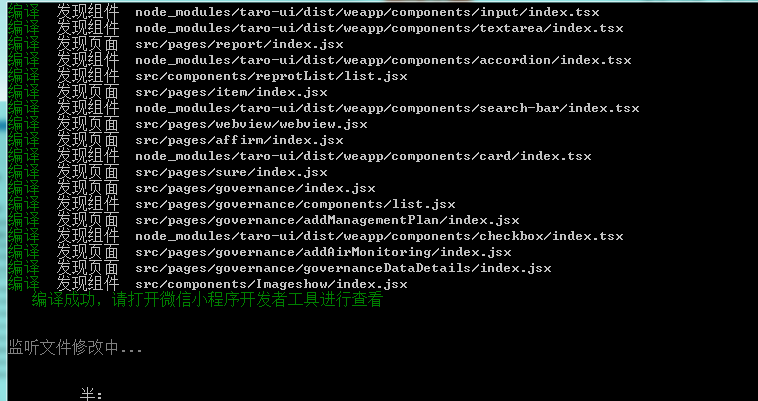 编译 发现组件 node_modules/taro-ui/dist/weapp/components/input/index.tsx
编译 发现组件 node_modules/taro-ui/dist/weapp/components/textarea/index.tsx
编译 发现页面 src/pages/report/index.jsx
编译 发现组件 node_modules/taro-ui/dist/weapp/components/accordion/index.tsx
编译 发现组件 src/components/reprotList/list.jsx
编译 发现页面 src/pages/item/index.jsx
编译 发现组件 node_modules/taro-ui/dist/weapp/components/search-bar/index.tsx
编译 发现页面 src/pages/webview/webview.jsx
编译 发现页面 src/pages/affirm/index.jsx
编译 发现组件 node_modules/taro-ui/dist/weapp/components/card/index.tsx
编译 发现页面 src/pages/sure/index.jsx
编译 发现页面 src/pages/governance/index.jsx
编译 发现组件 src/pages/governance/components/list.jsx
编译 发现页面 src/pages/governance/addManagementPlan/index.jsx
编译 发现组件 node_modules/taro-ui/dist/weapp/components/checkbox/index.tsx
编译 发现页面 src/pages/governance/addAirMonitoring/index.jsx
编译 发现页面 src/pages/governance/governanceDataDetails/index.jsx
编译 发现组件 src/components/Imageshow/index.jsx
编译成功，请打开微信小程序开发者工具进行查看
监听文件修改中...
半：